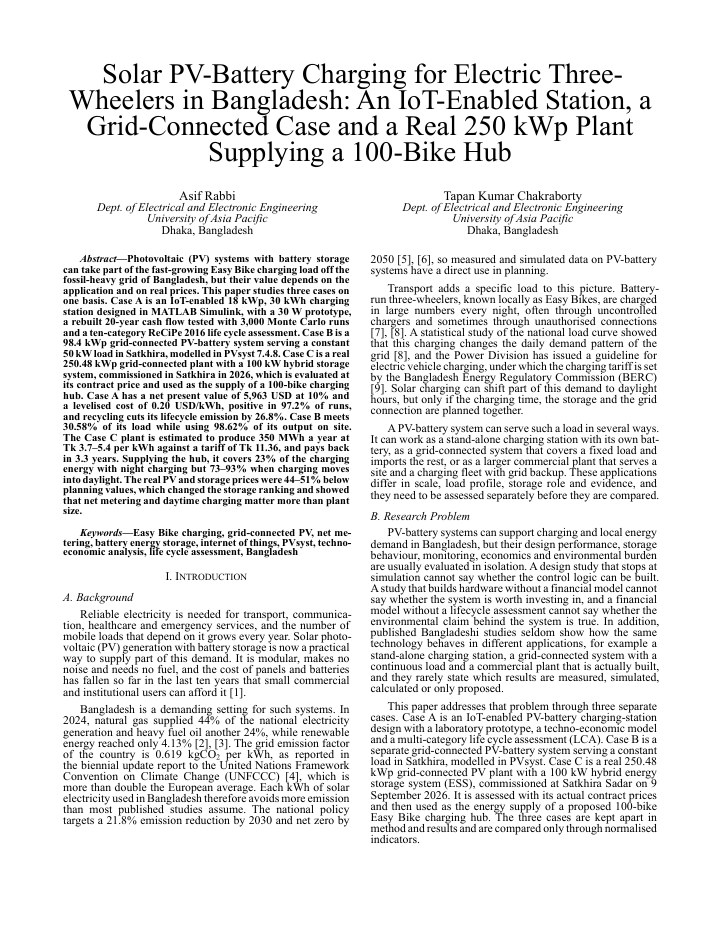 Solar PV-Battery Charging for Electric Three-
Wheelers in Bangladesh: An IoT-Enabled Station, a
Grid-Connected Case and a Real 250 kWp Plant
Supplying a 100-Bike Hub
Asif Rabbi
Dept. of Electrical and Electronic Engineering
University of Asia Pacific
Dhaka, Bangladesh
Tapan Kumar Chakraborty
Dept. of Electrical and Electronic Engineering
University of Asia Pacific
Dhaka, Bangladesh
Abstract—Photovoltaic (PV) systems with battery storage
can take part of the fast-growing Easy Bike charging load off the
fossil-heavy grid of Bangladesh, but their value depends on the
application and on real prices. This paper studies three cases on
one basis. Case A is an IoT-enabled 18 kWp, 30 kWh charging
station designed in MATLAB Simulink, with a 30 W prototype,
a rebuilt 20-year cash flow tested with 3,000 Monte Carlo runs
and a ten-category ReCiPe 2016 life cycle assessment. Case B is a
98.4 kWp grid-connected PV-battery system serving a constant
50 kW load in Satkhira, modelled in PVsyst 7.4.8. Case C is a real
250.48 kWp grid-connected plant with a 100 kW hybrid storage
system, commissioned in Satkhira in 2026, which is evaluated at
its contract price and used as the supply of a 100-bike charging
hub. Case A has a net present value of 5,963 USD at 10% and
a levelised cost of 0.20 USD/kWh, positive in 97.2% of runs,
and recycling cuts its lifecycle emission by 26.8%. Case B meets
30.58% of its load while using 98.62% of its output on site.
The Case C plant is estimated to produce 350 MWh a year at
Tk 3.7–5.4 per kWh against a tariff of Tk 11.36, and pays back
in 3.3 years. Supplying the hub, it covers 23% of the charging
energy with night charging but 73–93% when charging moves
into daylight. The real PV and storage prices were 44–51% below
planning values, which changed the storage ranking and showed
that net metering and daytime charging matter more than plant
size.
Keywords—Easy Bike charging, grid-connected PV, net me-
tering, battery energy storage, internet of things, PVsyst, techno-
economic analysis, life cycle assessment, Bangladesh
I. INTRODUCTION
A. Background
Reliable electricity is needed for transport, communica-
tion, healthcare and emergency services, and the number of
mobile loads that depend on it grows every year. Solar photo-
voltaic (PV) generation with battery storage is now a practical
way to supply part of this demand. It is modular, makes no
noise and needs no fuel, and the cost of panels and batteries
has fallen so far in the last ten years that small commercial
and institutional users can afford it [1].
Bangladesh is a demanding setting for such systems. In
2024, natural gas supplied 44% of the national electricity
generation and heavy fuel oil another 24%, while renewable
energy reached only 4.13% [2], [3]. The grid emission factor
of the country is 0.619 kgCO2 per kWh, as reported in
the biennial update report to the United Nations Framework
Convention on Climate Change (UNFCCC) [4], which is
more than double the European average. Each kWh of solar
electricity used in Bangladesh therefore avoids more emission
than most published studies assume. The national policy
targets a 21.8% emission reduction by 2030 and net zero by
2050 [5], [6], so measured and simulated data on PV-battery
systems have a direct use in planning.
Transport adds a specific load to this picture. Battery-
run three-wheelers, known locally as Easy Bikes, are charged
in large numbers every night, often through uncontrolled
chargers and sometimes through unauthorised connections
[7], [8]. A statistical study of the national load curve showed
that this charging changes the daily demand pattern of the
grid [8], and the Power Division has issued a guideline for
electric vehicle charging, under which the charging tariff is set
by the Bangladesh Energy Regulatory Commission (BERC)
[9]. Solar charging can shift part of this demand to daylight
hours, but only if the charging time, the storage and the grid
connection are planned together.
A PV-battery system can serve such a load in several ways.
It can work as a stand-alone charging station with its own bat-
tery, as a grid-connected system that covers a fixed load and
imports the rest, or as a larger commercial plant that serves a
site and a charging fleet with grid backup. These applications
differ in scale, load profile, storage role and evidence, and
they need to be assessed separately before they are compared.
B. Research Problem
PV-battery systems can support charging and local energy
demand in Bangladesh, but their design performance, storage
behaviour, monitoring, economics and environmental burden
are usually evaluated in isolation. A design study that stops at
simulation cannot say whether the control logic can be built.
A study that builds hardware without a financial model cannot
say whether the system is worth investing in, and a financial
model without a lifecycle assessment cannot say whether the
environmental claim behind the system is true. In addition,
published Bangladeshi studies seldom show how the same
technology behaves in different applications, for example a
stand-alone charging station, a grid-connected system with a
continuous load and a commercial plant that is actually built,
and they rarely state which results are measured, simulated,
calculated or only proposed.
This paper addresses that problem through three separate
cases. Case A is an IoT-enabled PV-battery charging-station
design with a laboratory prototype, a techno-economic model
and a multi-category life cycle assessment (LCA). Case B is a
separate grid-connected PV-battery system serving a constant
load in Satkhira, modelled in PVsyst. Case C is a real 250.48
kWp grid-connected PV plant with a 100 kW hybrid energy
storage system (ESS), commissioned at Satkhira Sadar on 9
September 2026. It is assessed with its actual contract prices
and then used as the energy supply of a proposed 100-bike
Easy Bike charging hub. The three cases are kept apart in
method and results and are compared only through normalised
indicators.